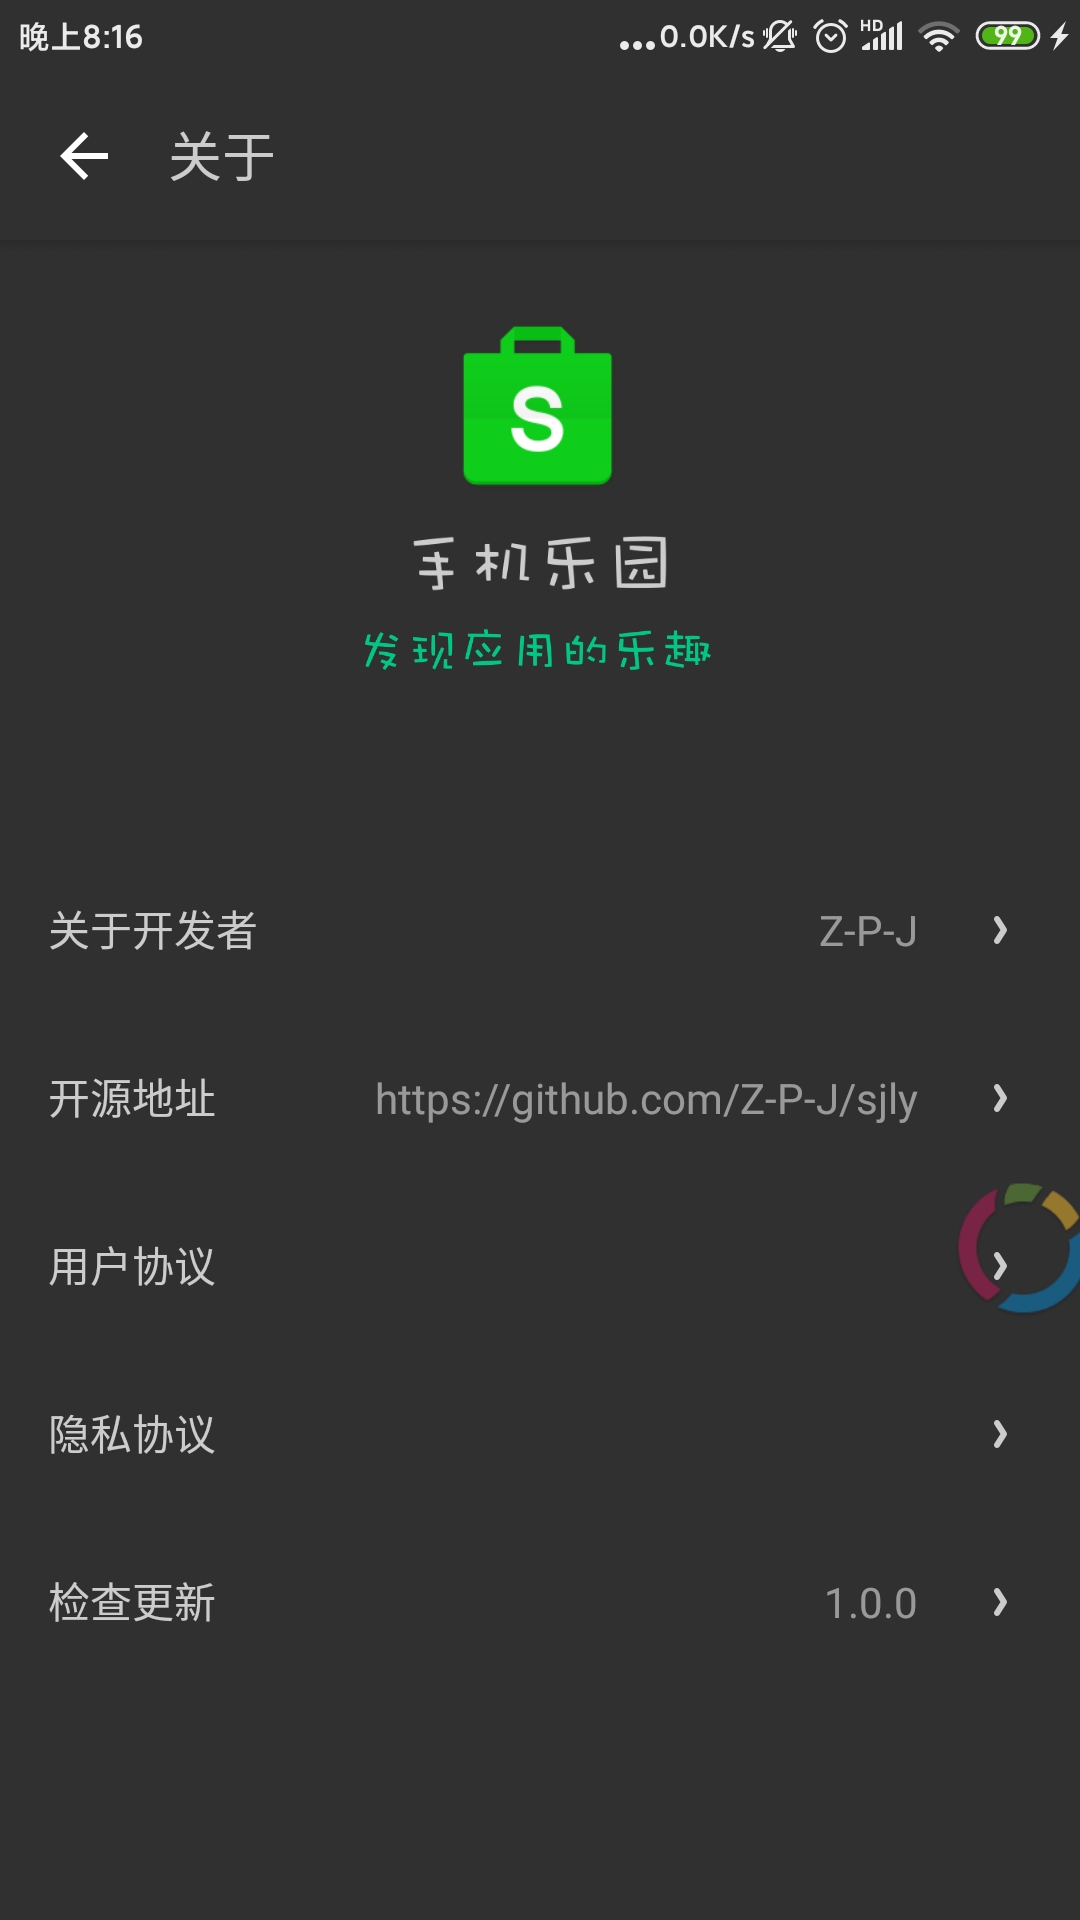 晚上8:16
...0.0K/s HD 99
关于
S
手机乐园
发现应用的乐趣
关于开发者 Z-P-J
开源地址 https://github.com/Z-P-J/sjly
用户协议
隐私协议
检查更新 1.0.0